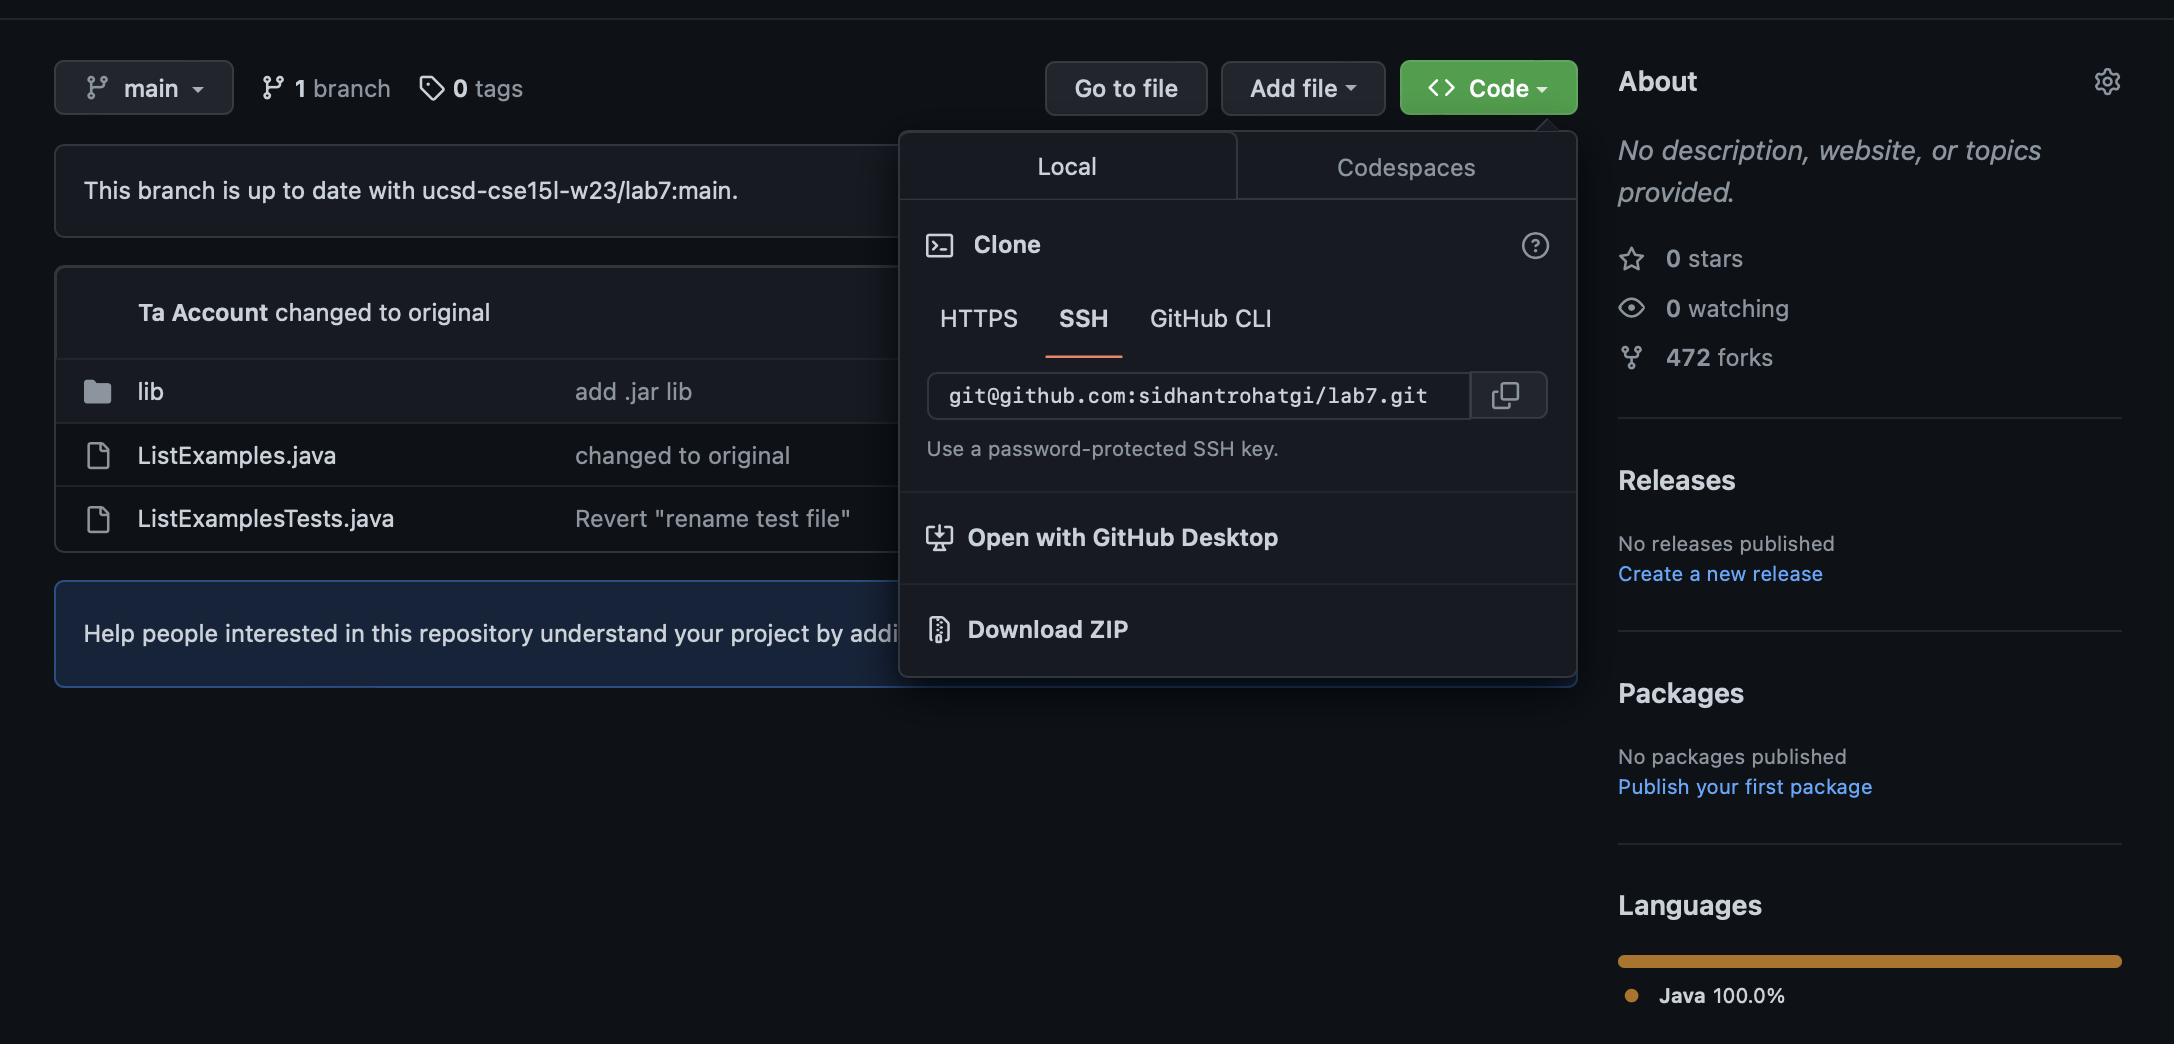 main
1 branch
0 tags
Go to file
Add file
Code
This branch is up to date with ucsd-cse15l-w23/lab7:main.
Ta Account changed to original
lib
add .jar lib
ListExamples.java
changed to original
ListExamplesTests.java
Revert "rename test file"
Help people interested in this repository understand your project by addi
Local
Codespaces
Clone
HTTPS
SSH
GitHub CLI
git@github.com:sidhantrohatgi/lab7.git
Use a password-protected SSH key.
Open with GitHub Desktop
Download ZIP
About
No description, website, or topics
provided.
0 stars
0 watching
472 forks
Releases
No releases published
Create a new release
Packages
No packages published
Publish your first package
Languages
Java 100.0%